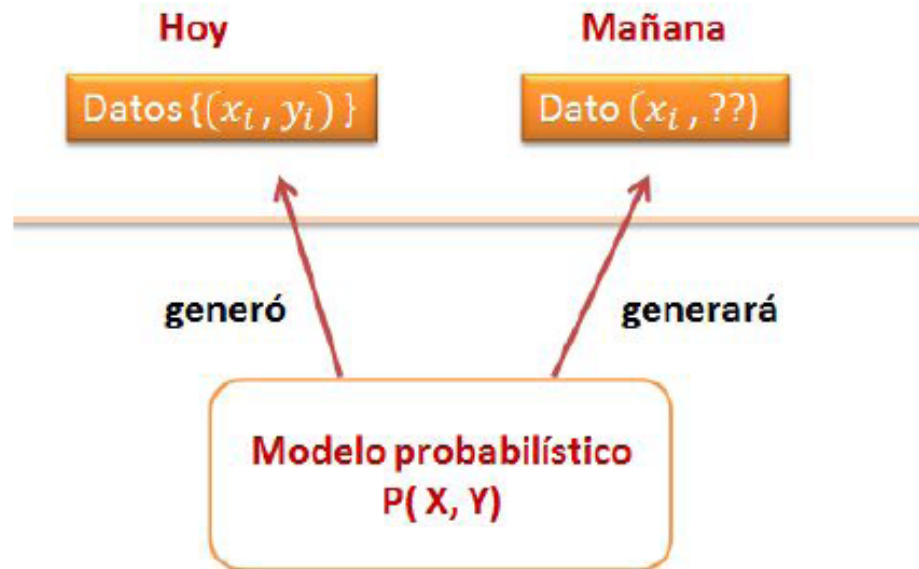 Hoy
Mañana
Datos {(xᵢ , yᵢ) }
Dato (xᵢ , ??)
generó
generará
Modelo probabilístico
P( X, Y)